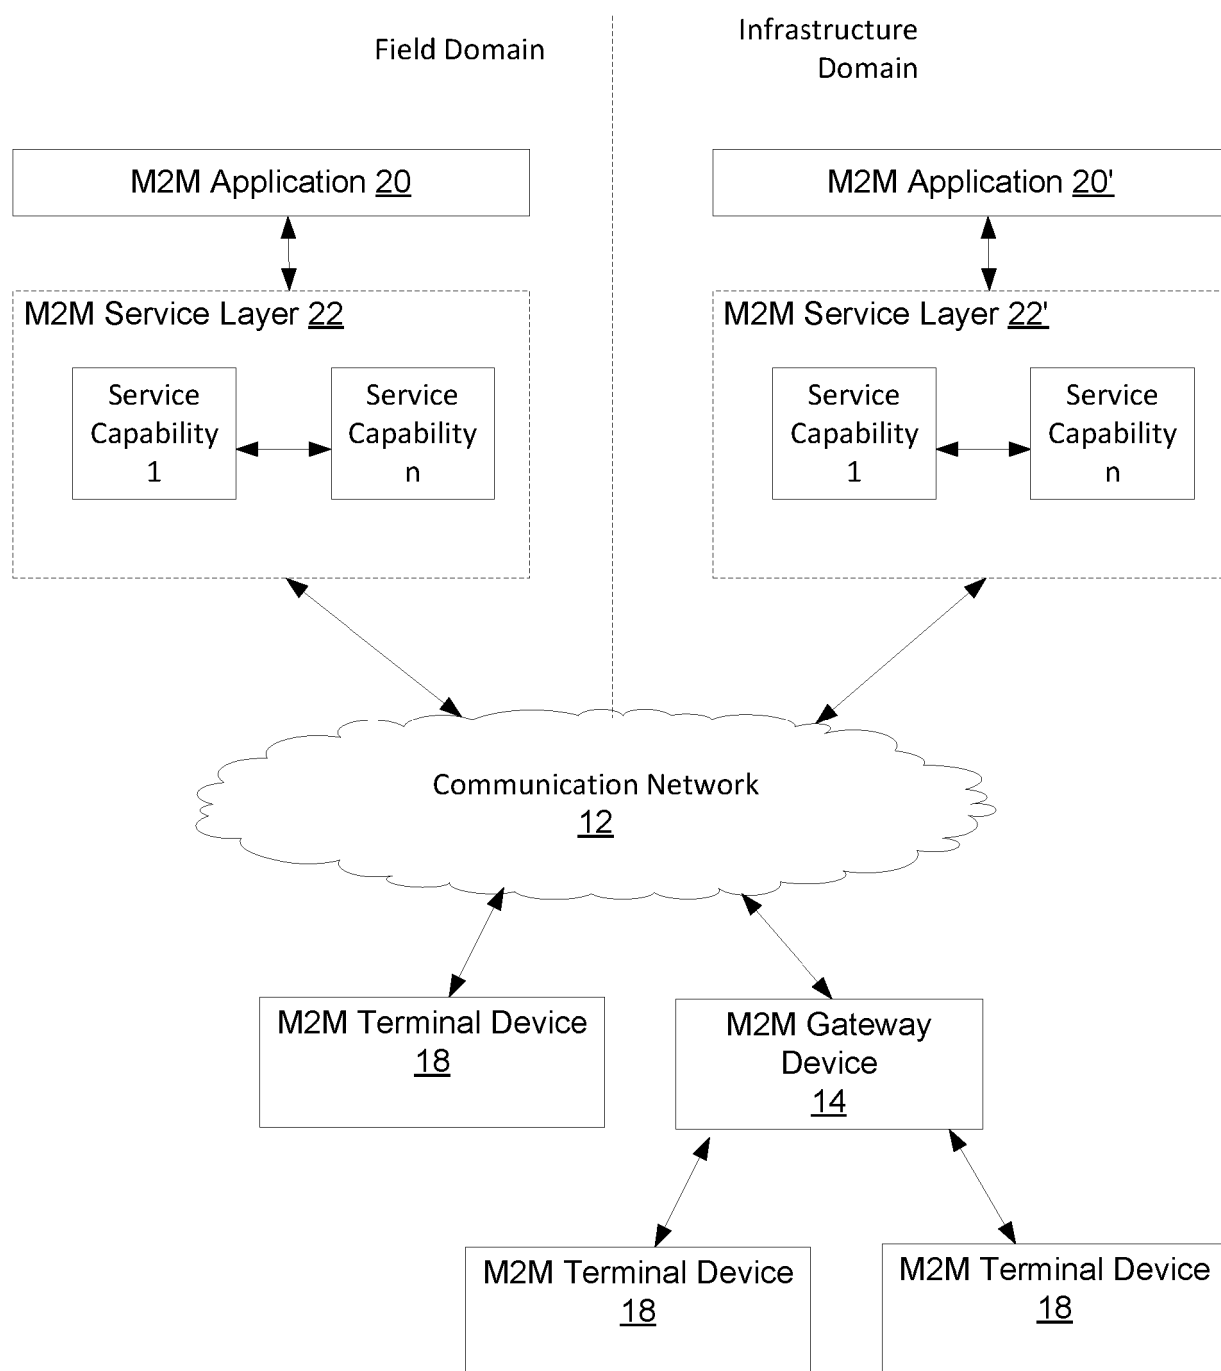 Field Domain
Infrastructure
Domain
M2M Application 20
M2M Application 20'
M2M Service Layer 22
Service
Capability
1
Service
Capability
n
M2M Service Layer 22'
Service
Capability
1
Service
Capability
n
Communication Network
12
M2M Terminal Device
18
M2M Gateway
Device
14
M2M Terminal Device
18
M2M Terminal Device
18